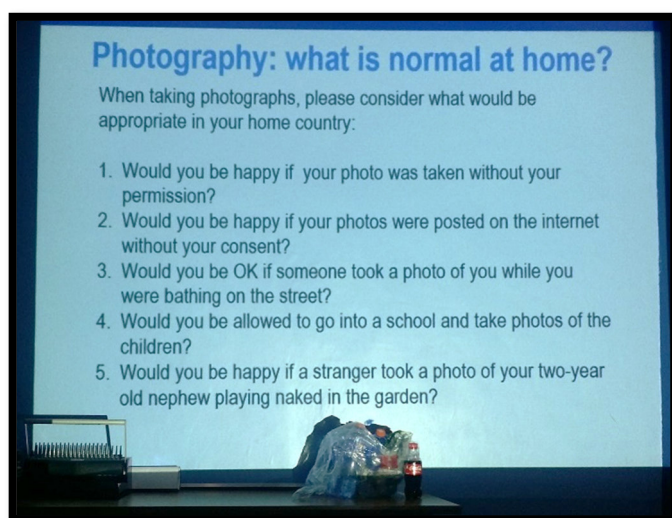 Photography: what is normal at home?
When taking photographs, please consider what would be
appropriate in your home country:
1. Would you be happy if your photo was taken without your
permission?
2. Would you be happy if your photos were posted on the internet
without your consent?
3. Would you be OK if someone took a photo of you while you
were bathing on the street?
4. Would you be allowed to go into a school and take photos of the
children?
5. Would you be happy if a stranger took a photo of your two-year
old nephew playing naked in the garden?